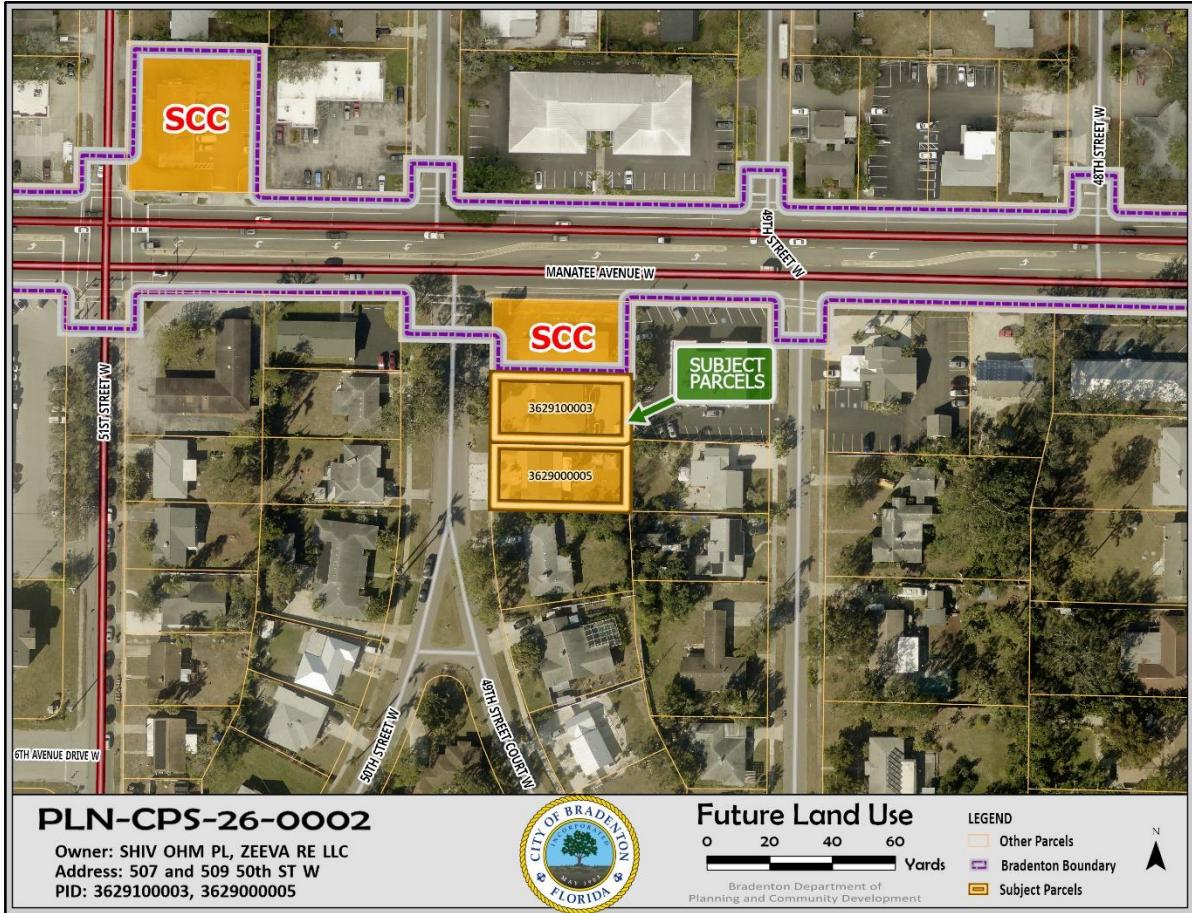 SCC
48TH STREET W
49TH STREET W
MANATEE AVENUE W
SCC
SUBJECT
PARCELS
51ST STREET W
3629100003
3629000005
50TH STREET W
49TH STREET COURT W
6TH AVENUE DRIVE W
PLN-CPS-26-0002
Owner: SHIV OHM PL, ZEEVA RE LLC
Address: 507 and 509 50th ST W
PID: 3629100003, 3629000005
CITY OF BRADENTON
INCORPORATED
MAY 1903
FLORIDA
Future Land Use
0 20 40 60
Yards
Bradenton Department of
Planning and Community Development
LEGEND
Other Parcels
Bradenton Boundary
Subject Parcels
N